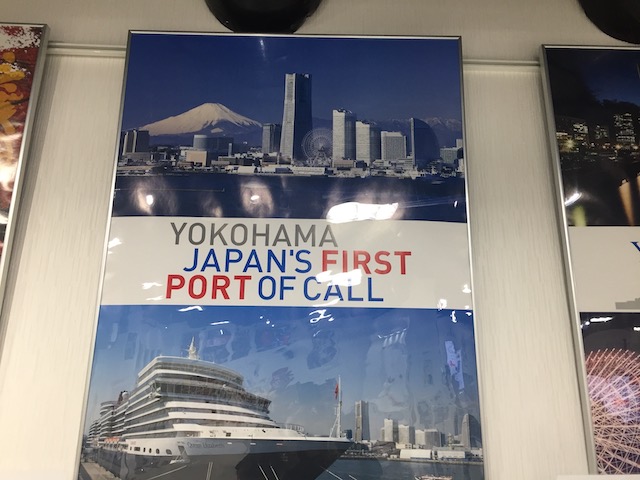 YOKOHAMA
JAPAN'S FIRST
PORT OF CALL